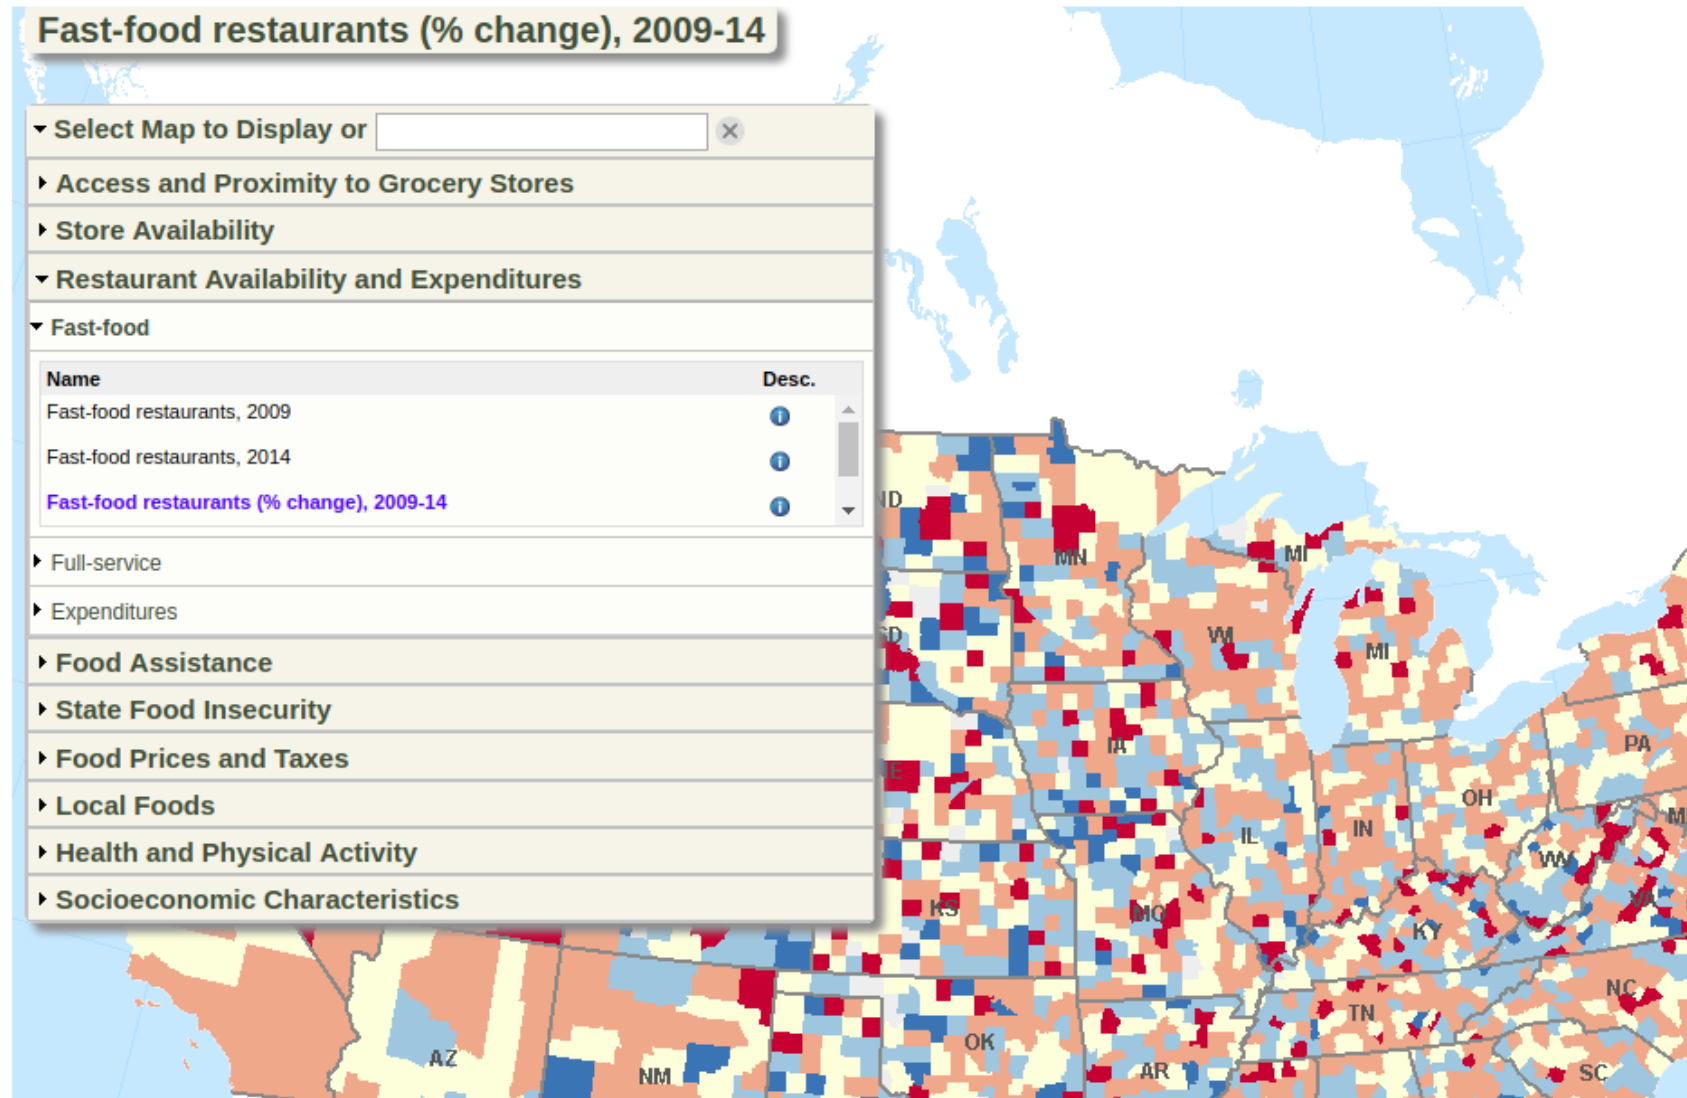 Fast-food restaurants (% change), 2009-14
Select Map to Display or
Access and Proximity to Grocery Stores
Store Availability
Restaurant Availability and Expenditures
Fast-food
Name Desc.
Fast-food restaurants, 2009
Fast-food restaurants, 2014
Fast-food restaurants (% change), 2009-14
Full-service
Expenditures
Food Assistance
State Food Insecurity
Food Prices and Taxes
Local Foods
Health and Physical Activity
Socioeconomic Characteristics
ND
MN
MI
SD
WI
MI
IA
NE
PA
OH
IL
IN
WV
KS
MO
KY
VA
NC
TN
OK
AZ
NM
AR
SC